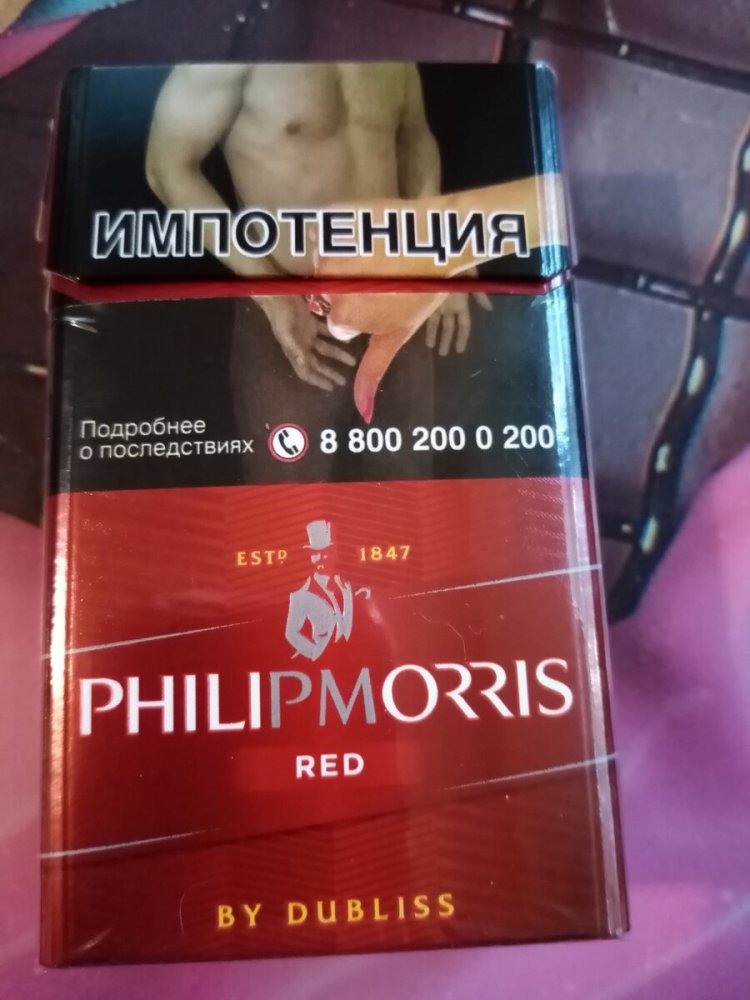 ИМПОТЕНЦИЯ
Подробнее
о последствиях 8 800 200 0 200
ESTD 1847
PHILIPMORRIS
RED
BY DUBLISS